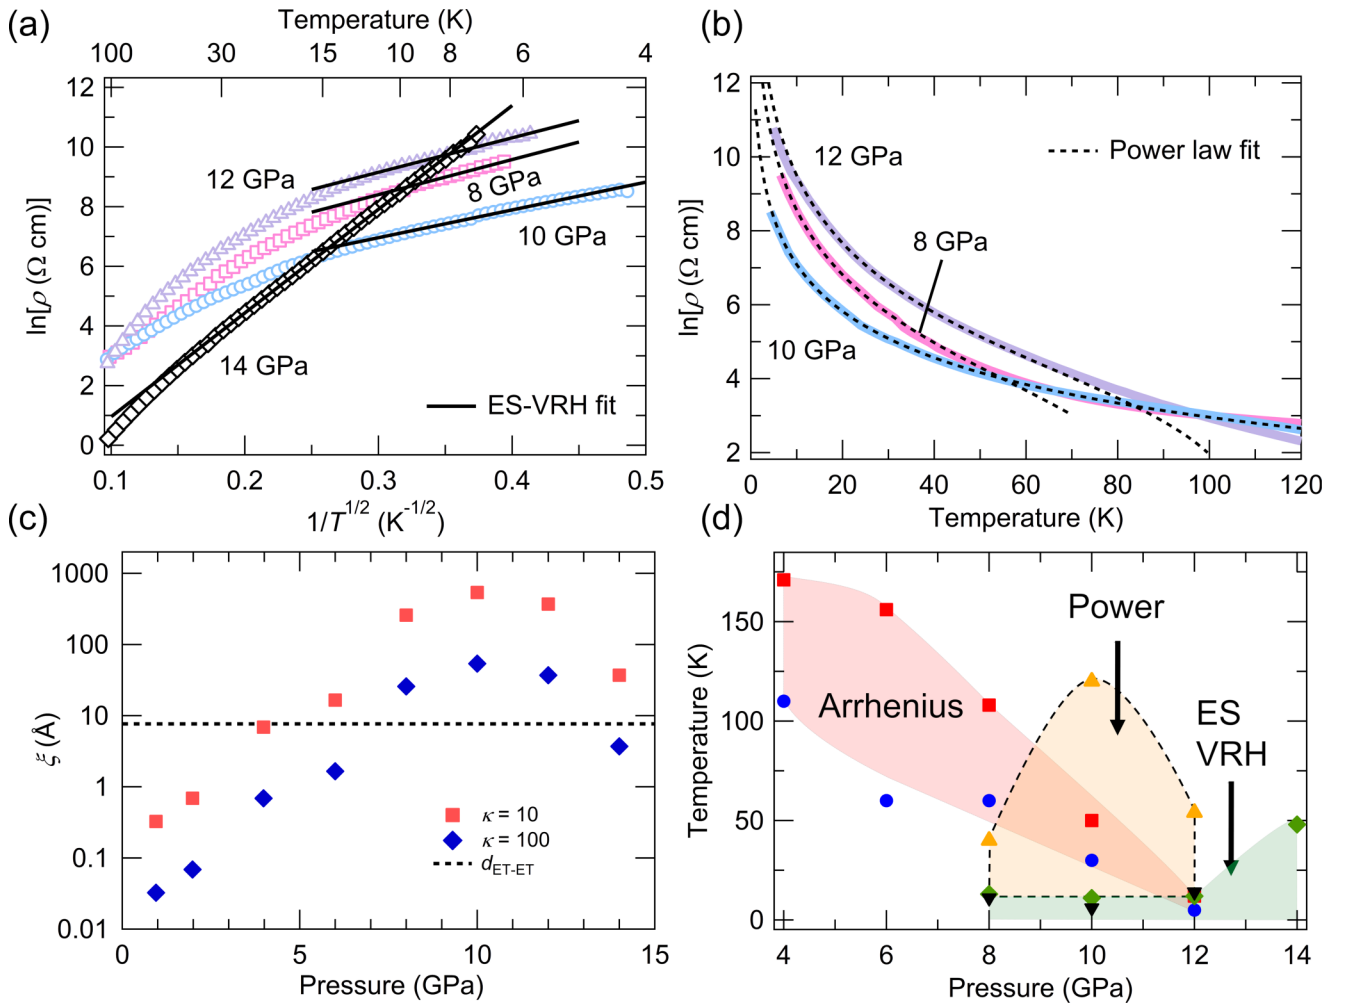 (a)
Temperature (K)
100 30 15 10 8 6 4
12
10
8
6
4
2
0
ln[ρ (Ω cm)]
12 GPa
8 GPa
10 GPa
14 GPa
ES-VRH fit
0.1 0.2 0.3 0.4 0.5
1/T^1/2 (K^-1/2)
(b)
12
10
8
6
4
2
ln[ρ (Ω cm)]
12 GPa
Power law fit
8 GPa
10 GPa
0 20 40 60 80 100 120
Temperature (K)
(c)
1000
100
10
1
0.1
0.01
ξ (Å)
κ = 10
κ = 100
d_ET-ET
0 5 10 15
Pressure (GPa)
(d)
150
100
50
0
Temperature (K)
Power
Arrhenius
ES
VRH
4 6 8 10 12 14
Pressure (GPa)